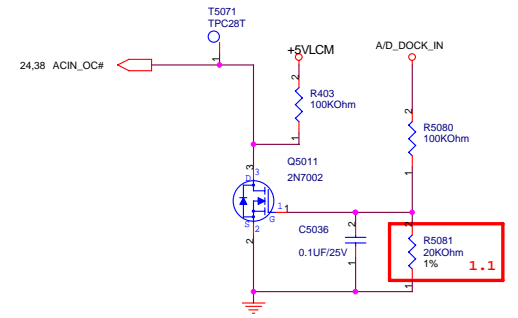 T5071
TPC28T
1
24,38 ACIN_OC#
+5VLCM
A/D_DOCK_IN
2
R403
100KOhm
1
2
R5080
100KOhm
1
3
3
D
Q5011
2N7002
1
1
G
S
2
2
C5036
0.1UF/25V
2
1
2
R5081
20KOhm
1%
1
1.1